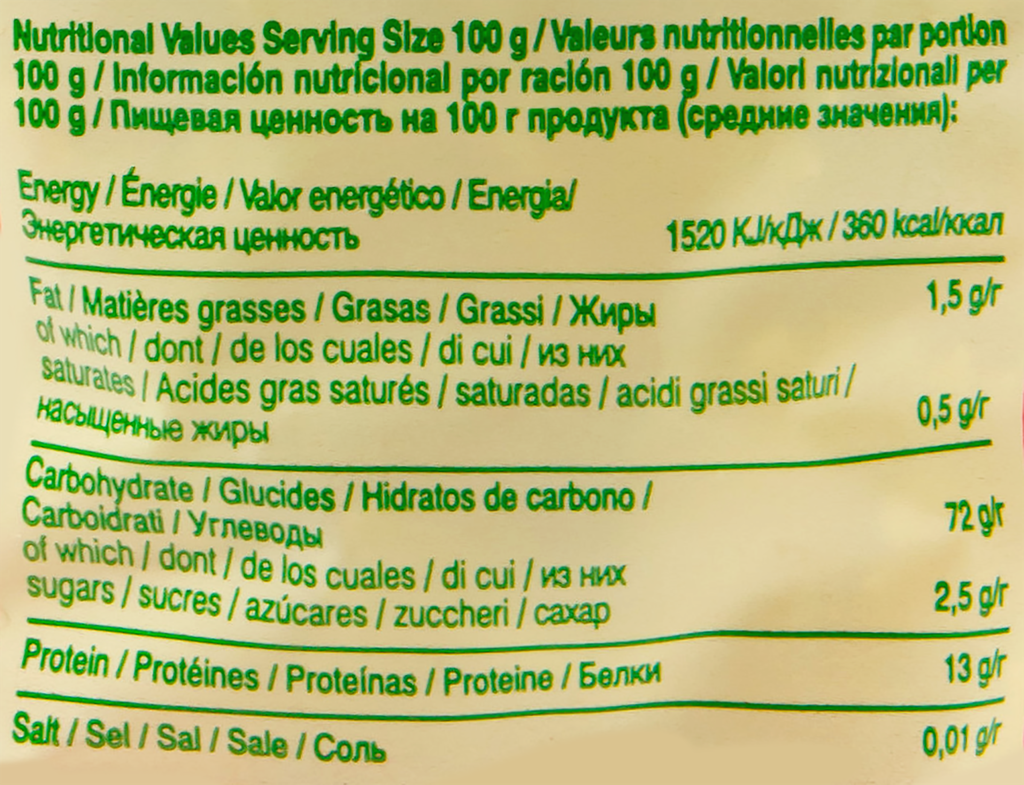 Nutritional Values Serving Size 100 g / Valeurs nutritionnelles par portion
100 g / Información nutricional por ración 100 g / Valori nutrizionali per
100 g / Пищевая ценность на 100 г продукта (средние значения):
Energy / Énergie / Valor energético / Energia/
Энергетическая ценность
1520 KJ/кДж / 360 kcal/ккал
Fat / Matières grasses / Grasas / Grassi / Жиры
1,5 g/г
of which / dont / de los cuales / di cui / из них
saturates / Acides gras saturés / saturadas / acidi grassi saturi /
насыщенные жиры
0,5 g/г
Carbohydrate / Glucides / Hidratos de carbono /
Carboidrati / Углеводы
72 g/г
of which / dont / de los cuales / di cui / из них
sugars / sucres / azúcares / zuccheri / сахар
2,5 g/г
Protein / Protéines / Proteínas / Proteine / Белки
13 g/г
Salt / Sel / Sal / Sale / Соль
0,01 g/г